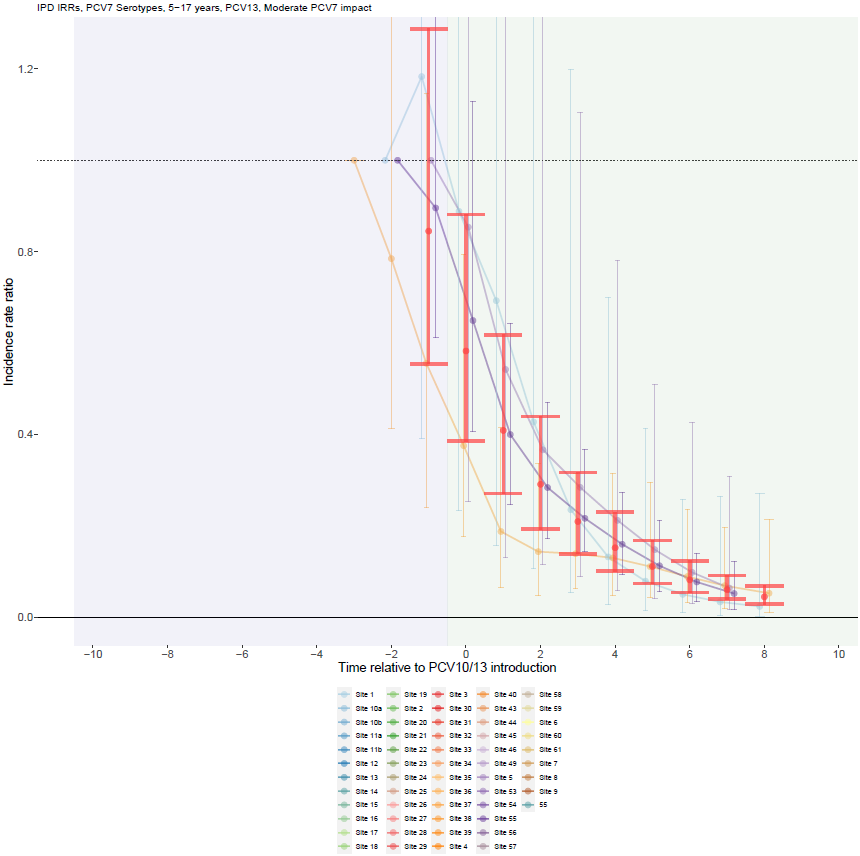 IPD IRRs, PCV7 Serotypes, 5−17 years, PCV13, Moderate PCV7 impact
1.2
0.8
0.4
0.0
Incidence rate ratio
−10 −8 −6 −4 −2 0 2 4 6 8 10
Time relative to PCV10/13 introduction
Site 1 Site 19 Site 3 Site 40 Site 58
Site 10a Site 2 Site 30 Site 43 Site 59
Site 10b Site 20 Site 31 Site 44 Site 6
Site 11a Site 21 Site 32 Site 45 Site 60
Site 11b Site 22 Site 33 Site 46 Site 61
Site 12 Site 23 Site 34 Site 49 Site 7
Site 13 Site 24 Site 35 Site 5 Site 8
Site 14 Site 25 Site 36 Site 53 Site 9
Site 15 Site 26 Site 37 Site 54 55
Site 16 Site 27 Site 38 Site 55
Site 17 Site 28 Site 39 Site 56
Site 18 Site 29 Site 4 Site 57